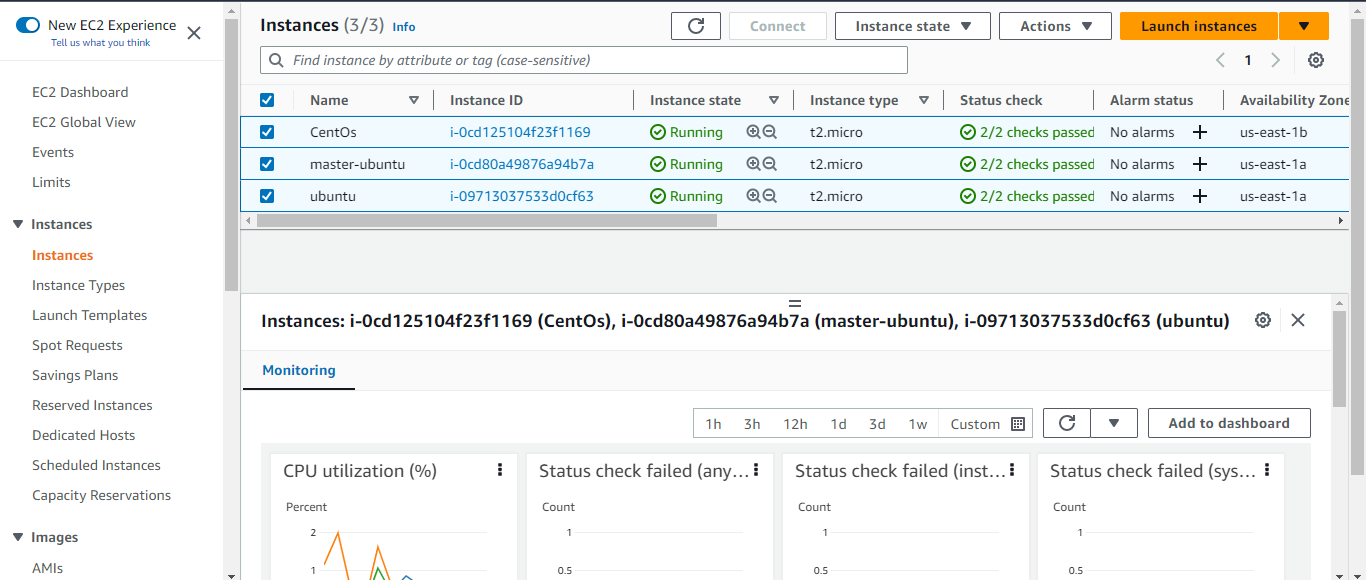 New EC2 Experience
Tell us what you think
EC2 Dashboard
EC2 Global View
Events
Limits
Instances
Instances
Instance Types
Launch Templates
Spot Requests
Savings Plans
Reserved Instances
Dedicated Hosts
Scheduled Instances
Capacity Reservations
Images
AMIs
Instances (3/3) Info
Connect
Instance state
Actions
Launch instances
Find instance by attribute or tag (case-sensitive)
1
Name Instance ID Instance state Instance type Status check Alarm status Availability Zone
CentOs i-0cd125104f23f1169 Running t2.micro 2/2 checks passed No alarms us-east-1b
master-ubuntu i-0cd80a49876a94b7a Running t2.micro 2/2 checks passed No alarms us-east-1a
ubuntu i-09713037533d0cf63 Running t2.micro 2/2 checks passed No alarms us-east-1a
Instances: i-0cd125104f23f1169 (CentOs), i-0cd80a49876a94b7a (master-ubuntu), i-09713037533d0cf63 (ubuntu)
Monitoring
1h 3h 12h 1d 3d 1w Custom
Add to dashboard
CPU utilization (%)
Percent
2
1
Status check failed (any...
Count
1
0.5
Status check failed (inst...
Count
1
0.5
Status check failed (sys...
Count
1
0.5